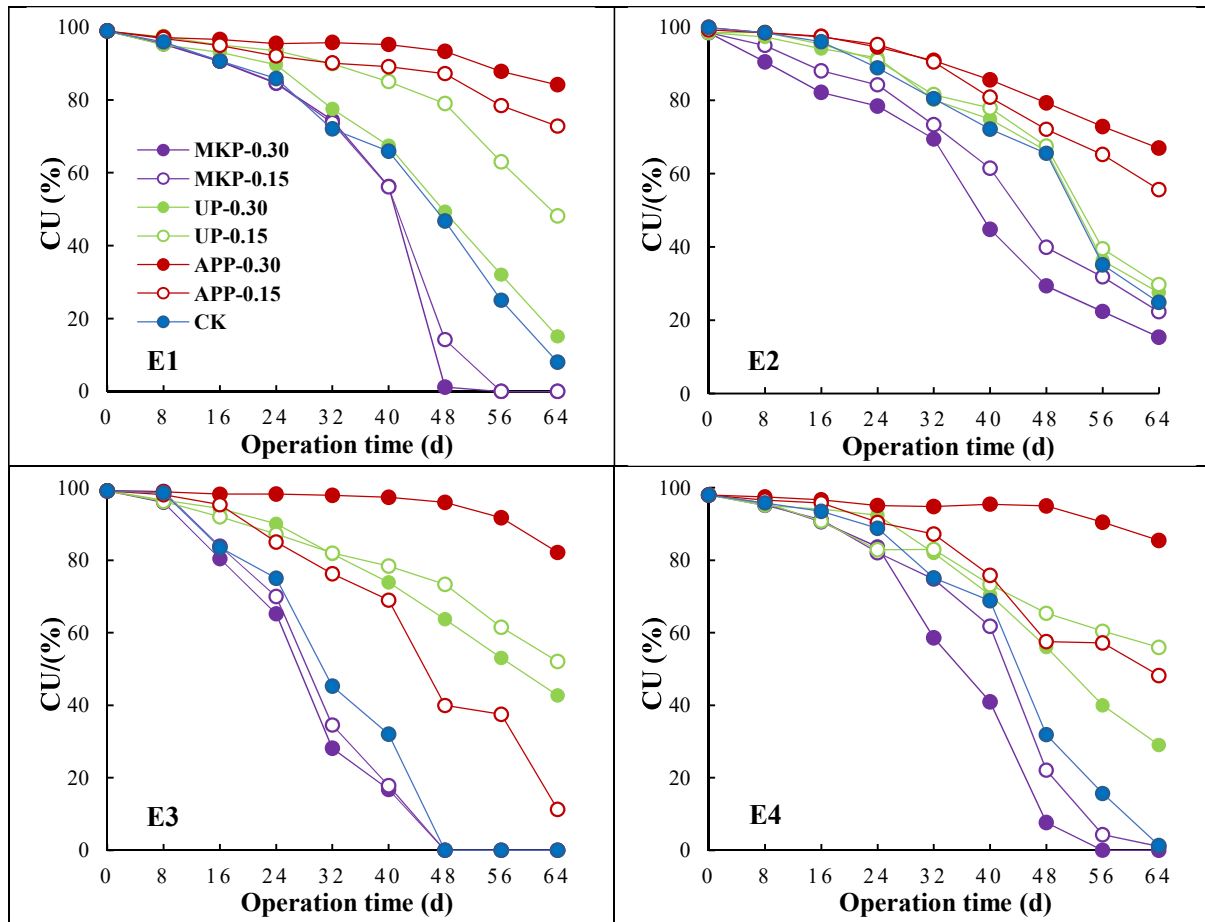 100
80
60
40
20
0
CU (%)
MKP-0.30
MKP-0.15
UP-0.30
UP-0.15
APP-0.30
APP-0.15
CK
E1
0 8 16 24 32 40 48 56 64
Operation time (d)
100
80
60
40
20
0
CU/(%)
E2
0 8 16 24 32 40 48 56 64
Operation time (d)
100
80
60
40
20
0
CU/(%)
E3
0 8 16 24 32 40 48 56 64
Operation time (d)
100
80
60
40
20
0
CU (%)
E4
0 8 16 24 32 40 48 56 64
Operation time (d)